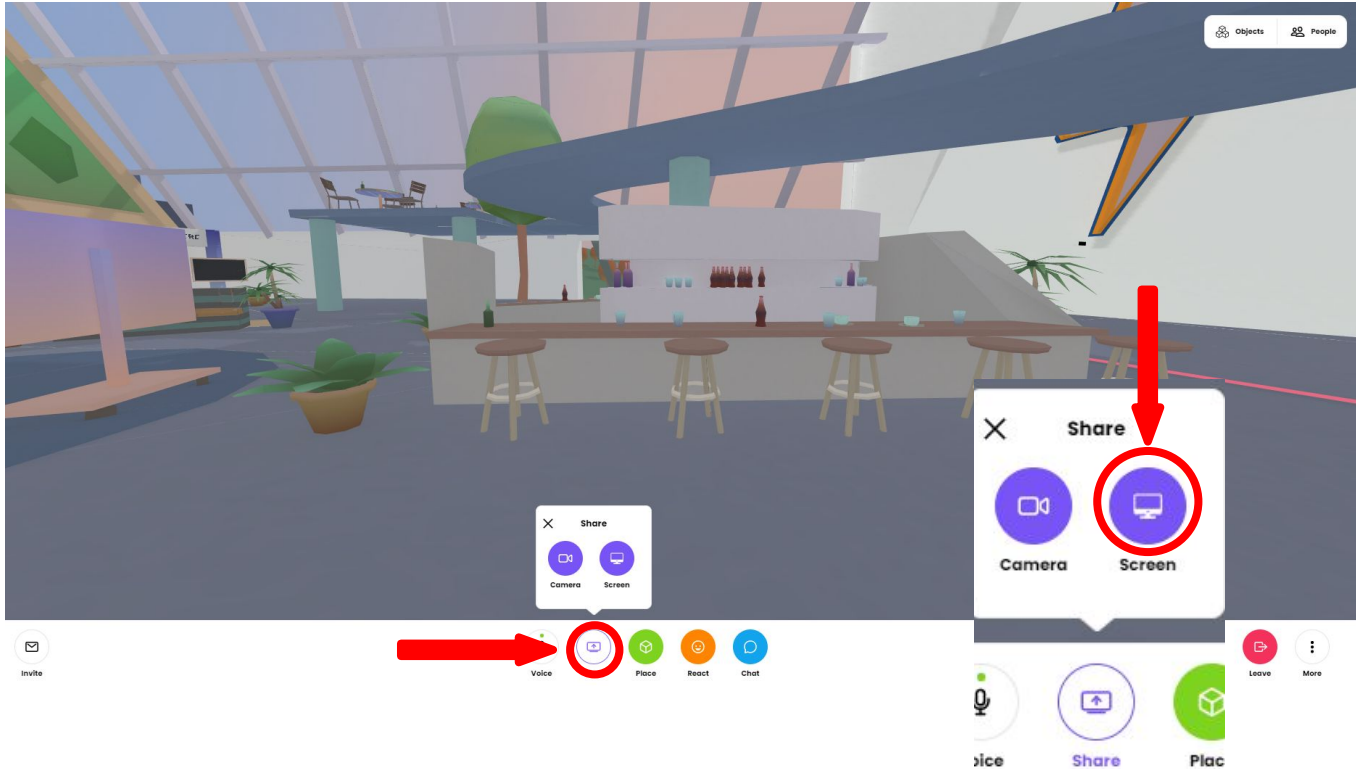 Objects People
Share
Camera Screen
Share
Camera Screen
Invite
Voice
Place React Chat
oice Share Plac
Leave More